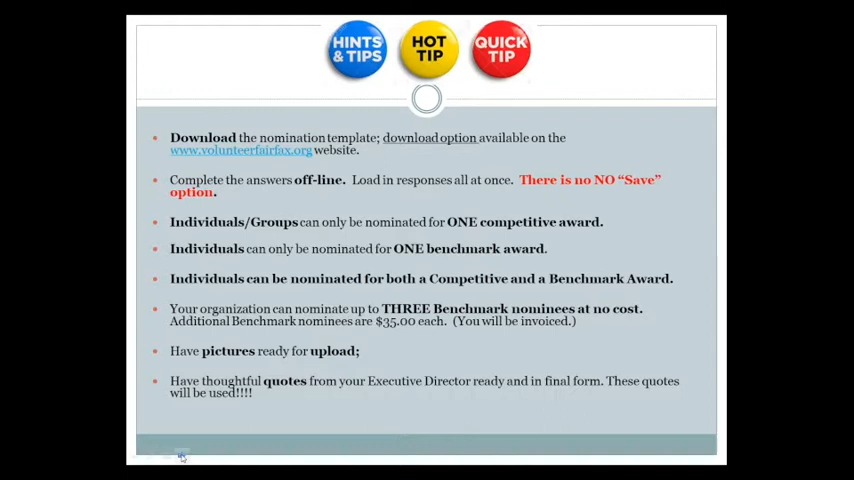 HINTS
& TIPS
HOT
TIP
QUICK
TIP
Download the nomination template; download option available on the
www.volunteerfairfax.org website.
Complete the answers off-line. Load in responses all at once. There is no NO “Save”
option.
Individuals/Groups can only be nominated for ONE competitive award.
Individuals can only be nominated for ONE benchmark award.
Individuals can be nominated for both a Competitive and a Benchmark Award.
Your organization can nominate up to THREE Benchmark nominees at no cost.
Additional Benchmark nominees are $35.00 each. (You will be invoiced.)
Have pictures ready for upload;
Have thoughtful quotes from your Executive Director ready and in final form. These quotes
will be used!!!!